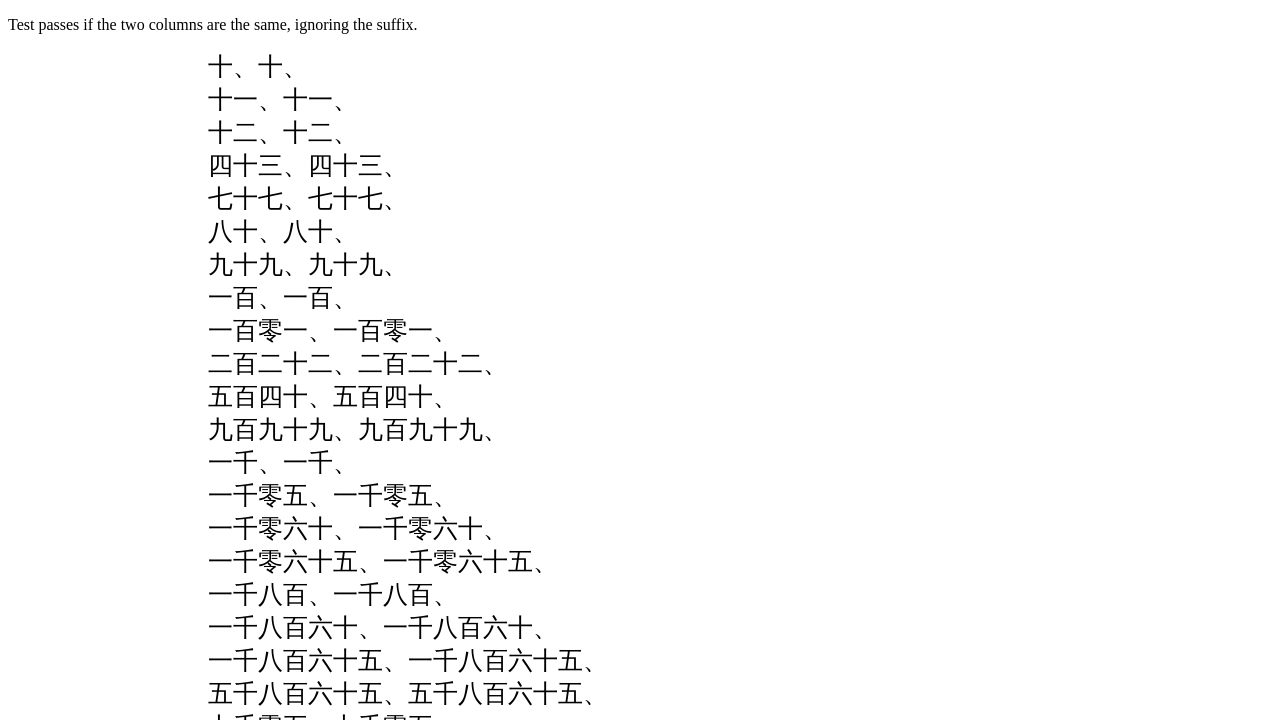 Test passes if the two columns are the same, ignoring the suffix.
十、十、
十一、十一、
十二、十二、
四十三、四十三、
七十七、七十七、
八十、八十、
九十九、九十九、
一百、一百、
一百零一、一百零一、
二百二十二、二百二十二、
五百四十、五百四十、
九百九十九、九百九十九、
一千、一千、
一千零五、一千零五、
一千零六十、一千零六十、
一千零六十五、一千零六十五、
一千八百、一千八百、
一千八百六十、一千八百六十、
一千八百六十五、一千八百六十五、
五千八百六十五、五千八百六十五、